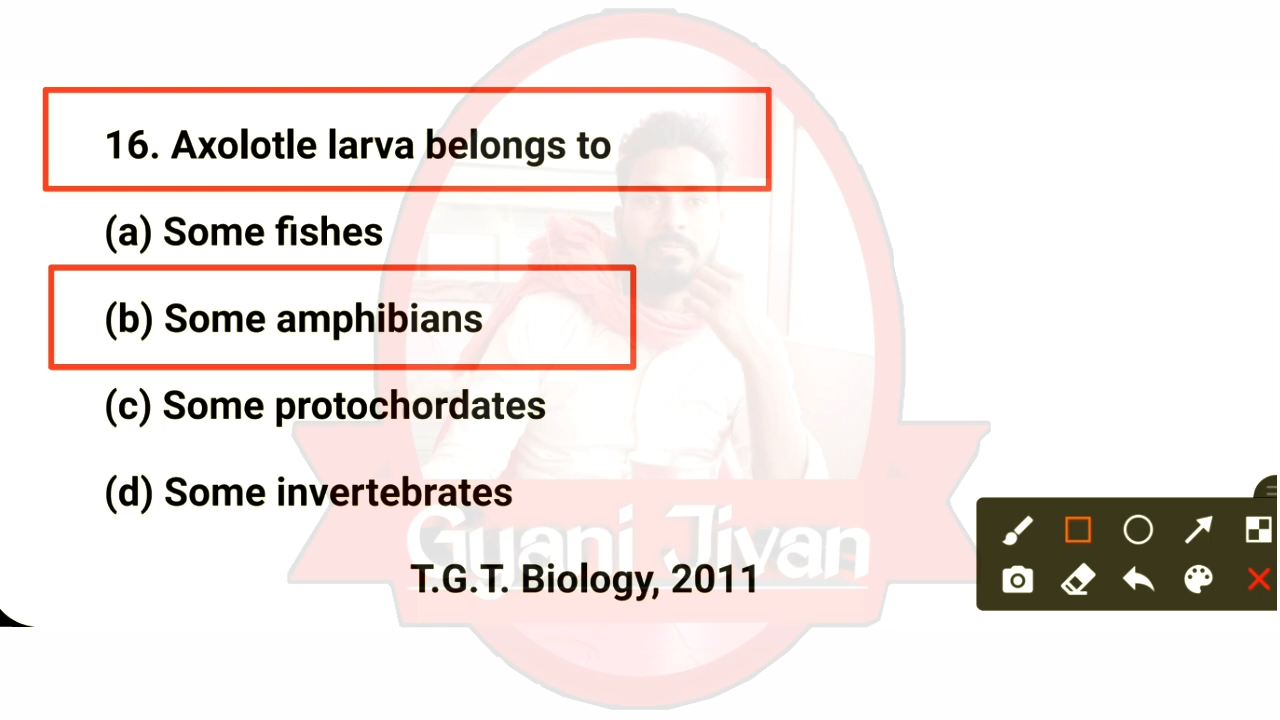 16. Axolotle larva belongs to
(a) Some fishes
(b) Some amphibians
(c) Some protochordates
(d) Some invertebrates
Gyani Jivan
T.G.T. Biology, 2011